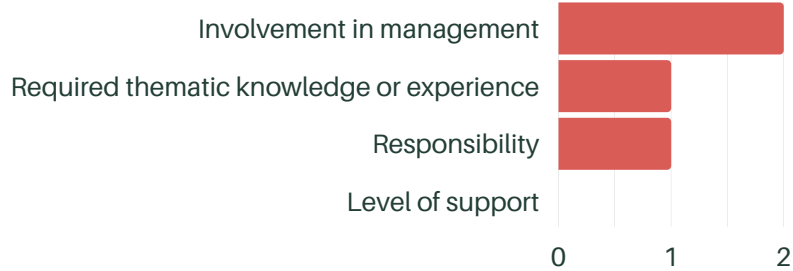 Involvement in management
Required thematic knowledge or experience
Responsibility
Level of support
0 1 2